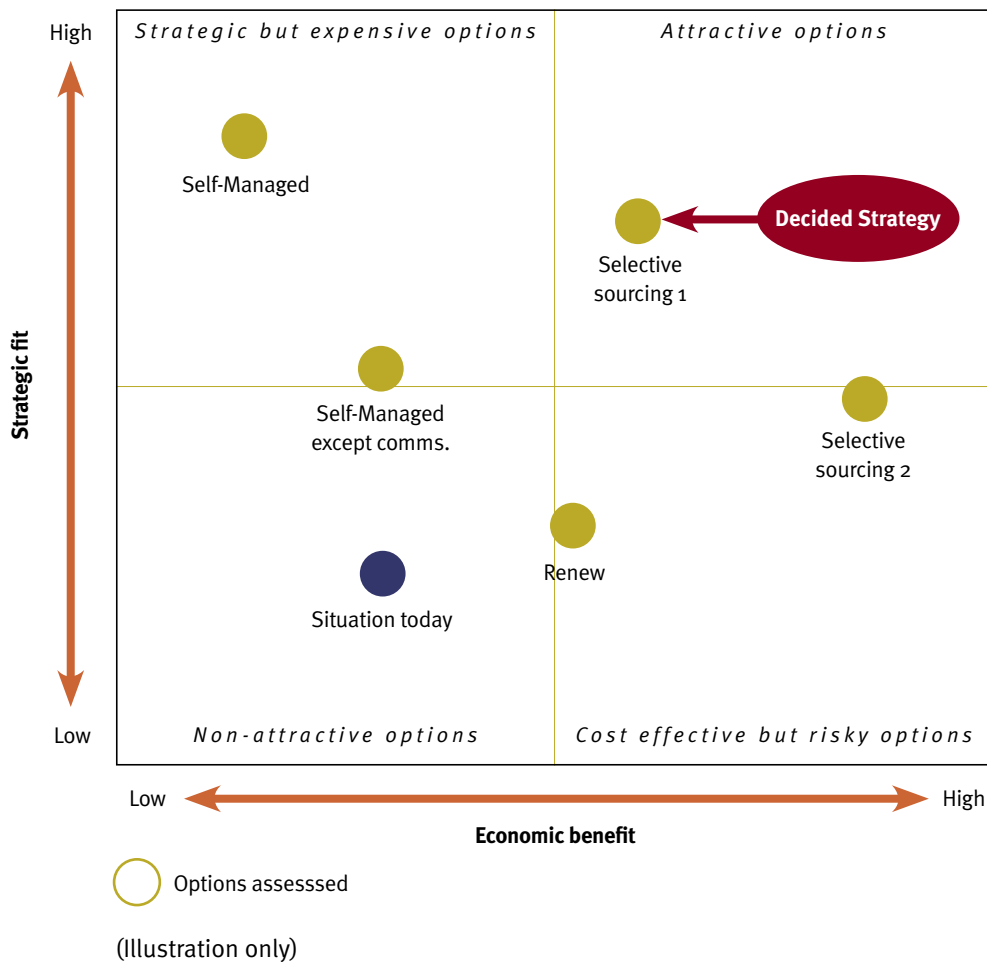 High
Strategic but expensive options
Attractive options
Self-Managed
Decided Strategy
Selective
sourcing 1
Strategic fit
Self-Managed
except comms.
Selective
sourcing 2
Renew
Situation today
Low
Non-attractive options
Cost effective but risky options
Low
High
Economic benefit
Options assesssed
(Illustration only)